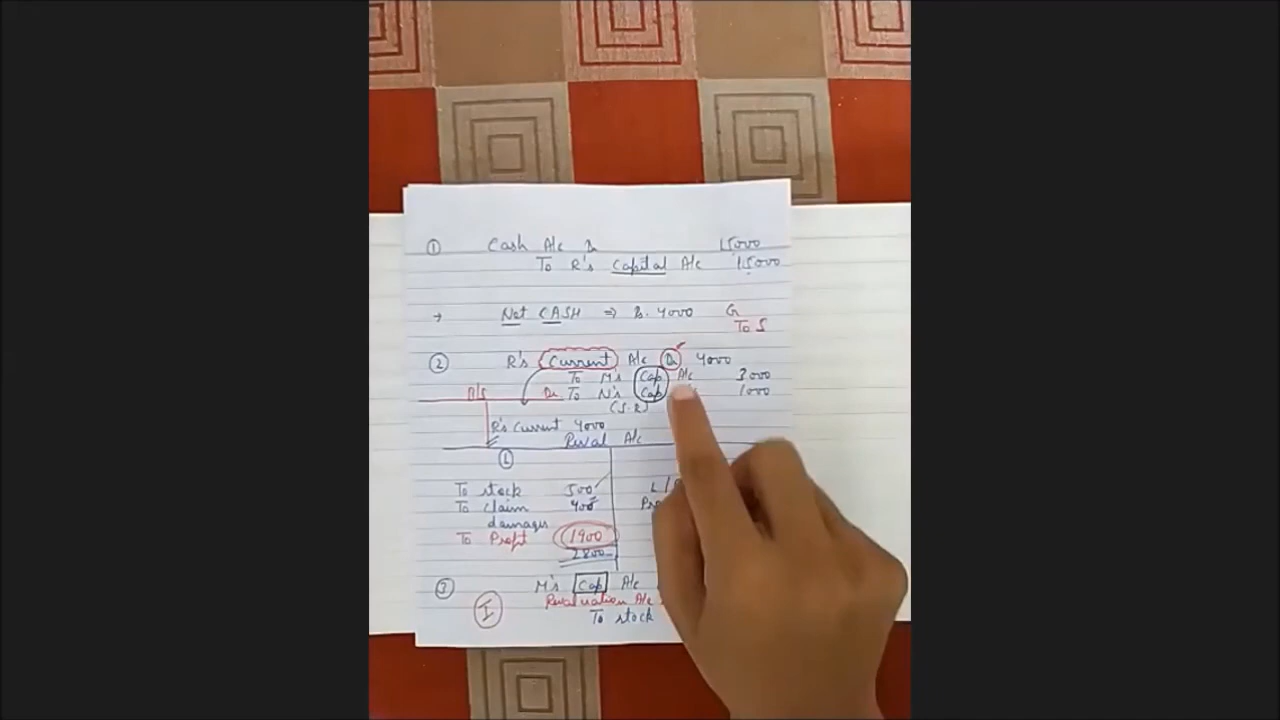 ① Cash A/c Dr 15000
To R's Capital A/c 15000
→ Net CASH ⇒ Rs. 4000 G
To S
② R's Current A/c Dr 4000
To M's Cap A/c 3000
B/S Dr To N's Cap 1000
(S.R)
R's Current 4000
Reval A/c
To stock 500
To claim 400
damages
To Profit 1900
2800
③ M's Cap A/c
Revaluation A/c
To stock
I